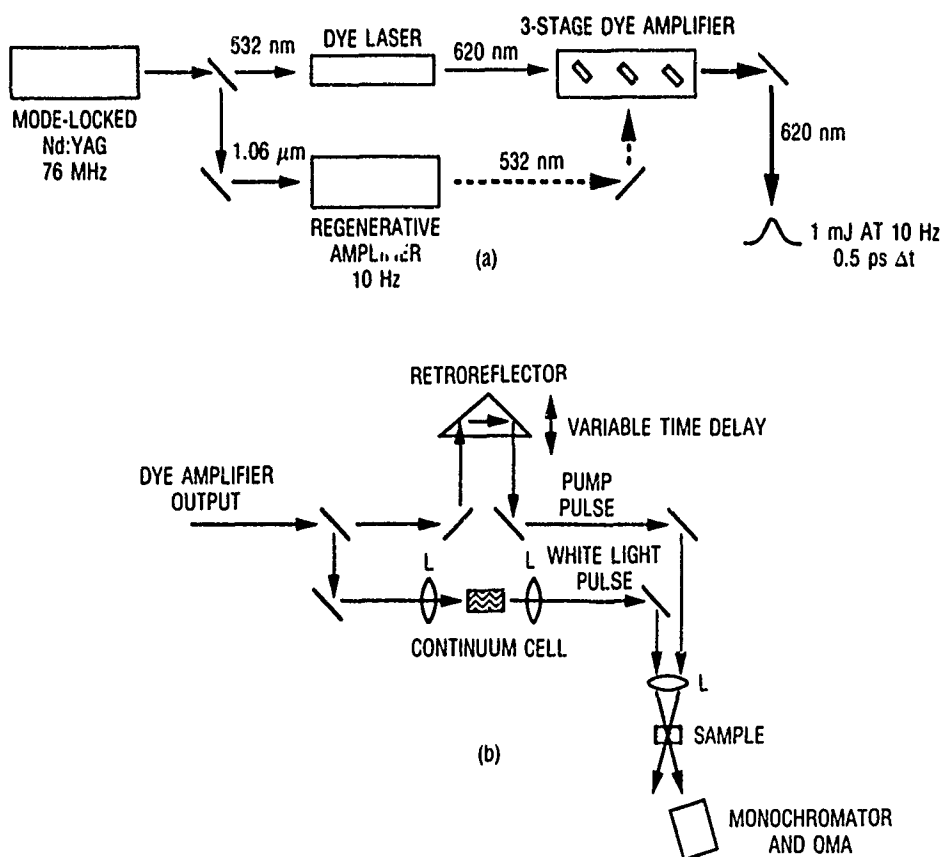 3-STAGE DYE AMPLIFIER
DYE LASER
532 nm
620 nm
MODE-LOCKED
Nd:YAG
76 MHz
1.06 μm
532 nm
620 nm
REGENERATIVE
10 Hz
(a)
1 mJ AT 10 Hz
0.5 ps Δt
RETROREFLECTOR
VARIABLE TIME DELAY
DYE AMPLIFIER
OUTPUT
PUMP
PULSE
L
L
WHITE LIGHT
PULSE
CONTINUUM CELL
L
SAMPLE
(b)
MONOCHROMATOR
AND OMA